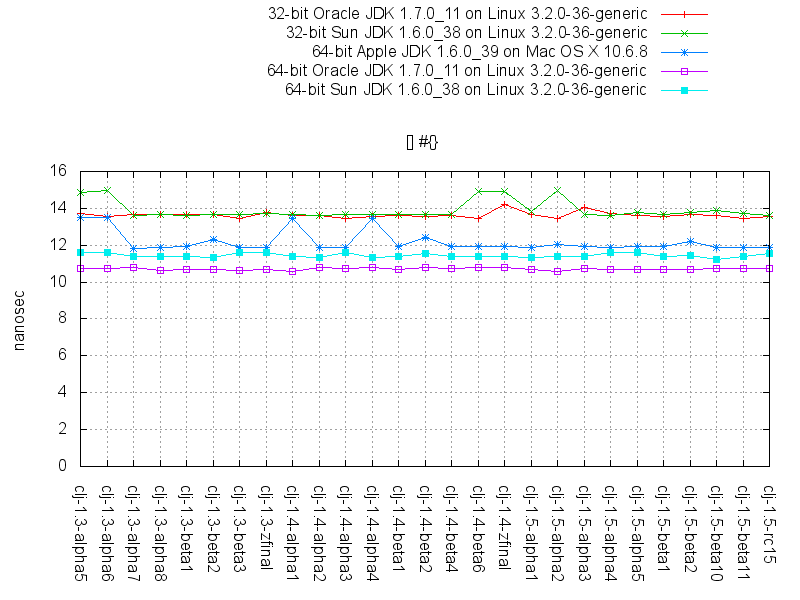 32-bit Oracle JDK 1.7.0_11 on Linux 3.2.0-36-generic
32-bit Sun JDK 1.6.0_38 on Linux 3.2.0-36-generic
64-bit Apple JDK 1.6.0_39 on Mac OS X 10.6.8
64-bit Oracle JDK 1.7.0_11 on Linux 3.2.0-36-generic
64-bit Sun JDK 1.6.0_38 on Linux 3.2.0-36-generic
[] #{}
nanosec
16
14
12
10
8
6
4
2
0
clj-1.3-alpha5
clj-1.3-alpha6
clj-1.3-alpha7
clj-1.3-alpha8
clj-1.3-beta1
clj-1.3-beta2
clj-1.3-beta3
clj-1.3-zfinal
clj-1.4-alpha1
clj-1.4-alpha2
clj-1.4-alpha3
clj-1.4-alpha4
clj-1.4-beta1
clj-1.4-beta2
clj-1.4-beta4
clj-1.4-beta6
clj-1.4-zfinal
clj-1.5-alpha1
clj-1.5-alpha2
clj-1.5-alpha3
clj-1.5-alpha4
clj-1.5-alpha5
clj-1.5-beta1
clj-1.5-beta2
clj-1.5-beta10
clj-1.5-beta11
clj-1.5-rc15